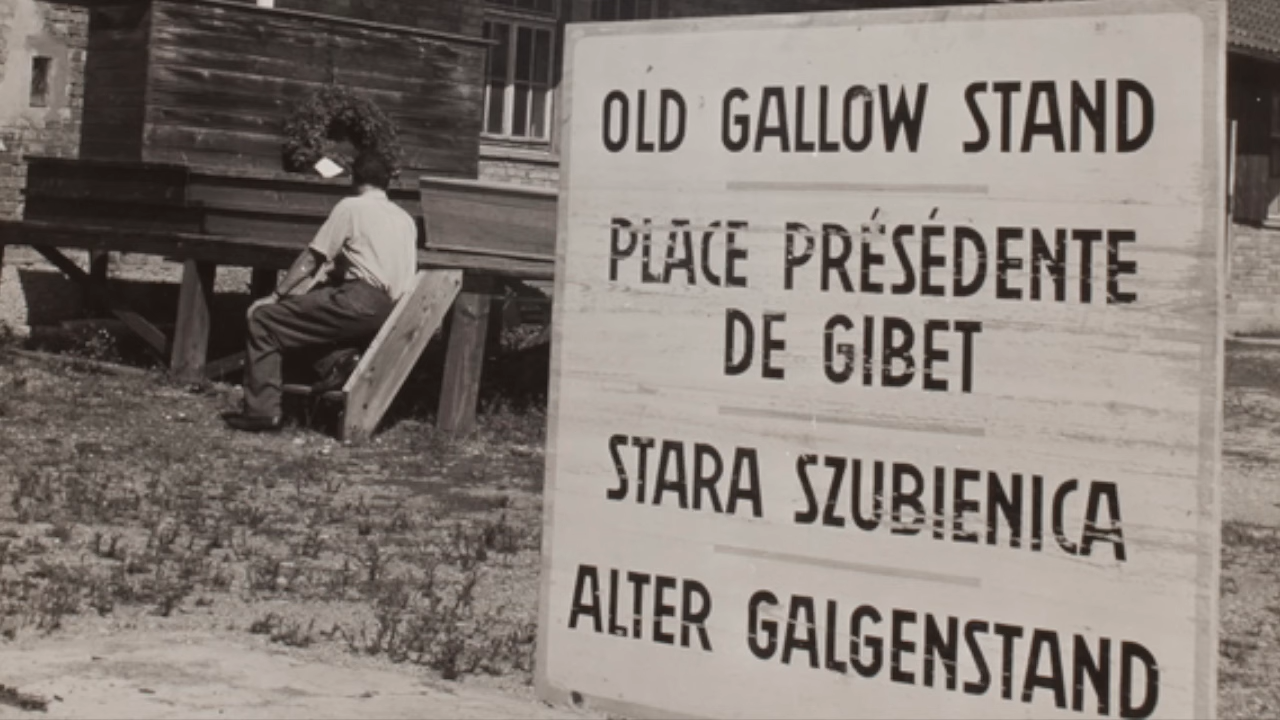 OLD GALLOW STAND
PLACE PRÉSÉDENTE
DE GIBET
STARA SZUBIENICA
ALTER GALGENSTAND